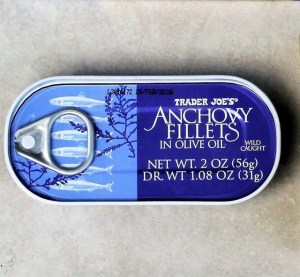 TRADER JOE'S®
ANCHOVY
FILLETS
IN OLIVE OIL
WILD
CAUGHT
NET WT. 2 OZ (56g)
DR. WT 1.08 OZ (31g)